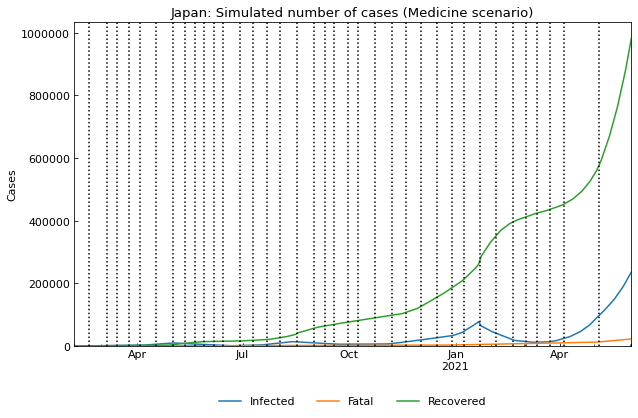 Japan: Simulated number of cases (Medicine scenario)
1000000
800000
600000
400000
200000
0
Cases
Apr Jul Oct Jan Apr
2021
Infected Fatal Recovered